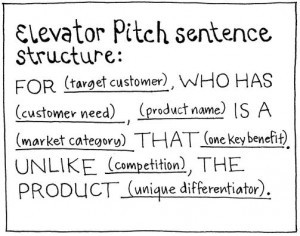 Elevator Pitch sentence
structure:
FOR (target customer), WHO HAS
(customer need), (product name) IS A
(market category) THAT (one key benefit).
UNLIKE (competition), THE
PRODUCT (unique differentiator).